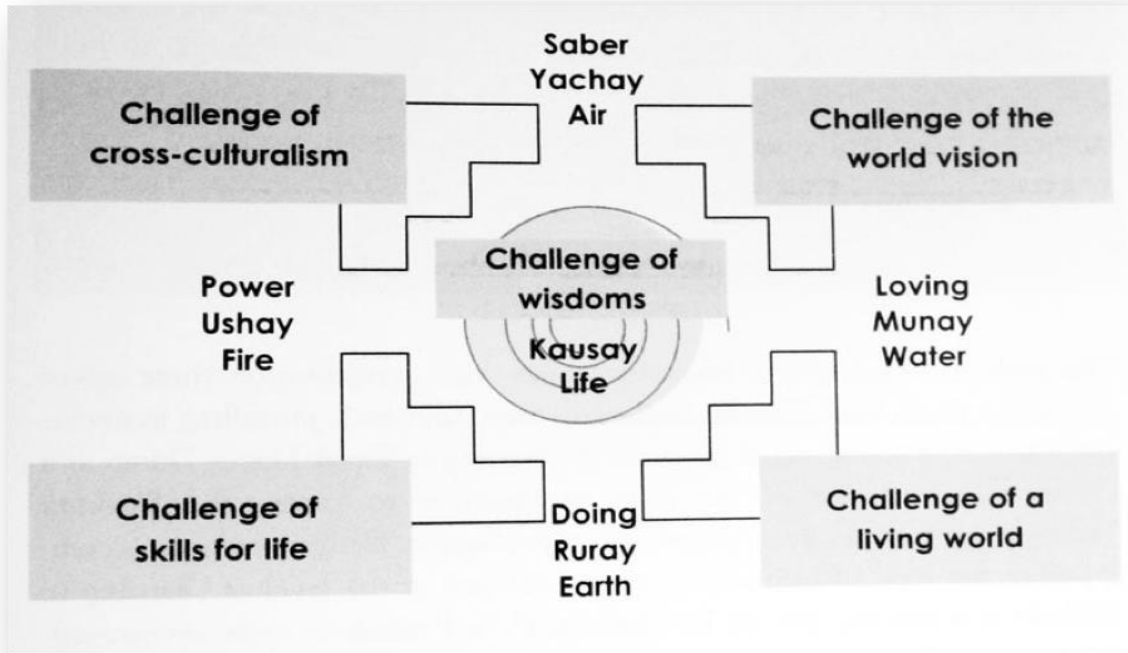 Saber
Yachay
Air
Challenge of
cross-culturalism
Challenge of the
world vision
Challenge of
wisdoms
Power
Ushay
Fire
Kausay
Life
Loving
Munay
Water
Challenge of
skills for life
Doing
Ruray
Earth
Challenge of a
living world